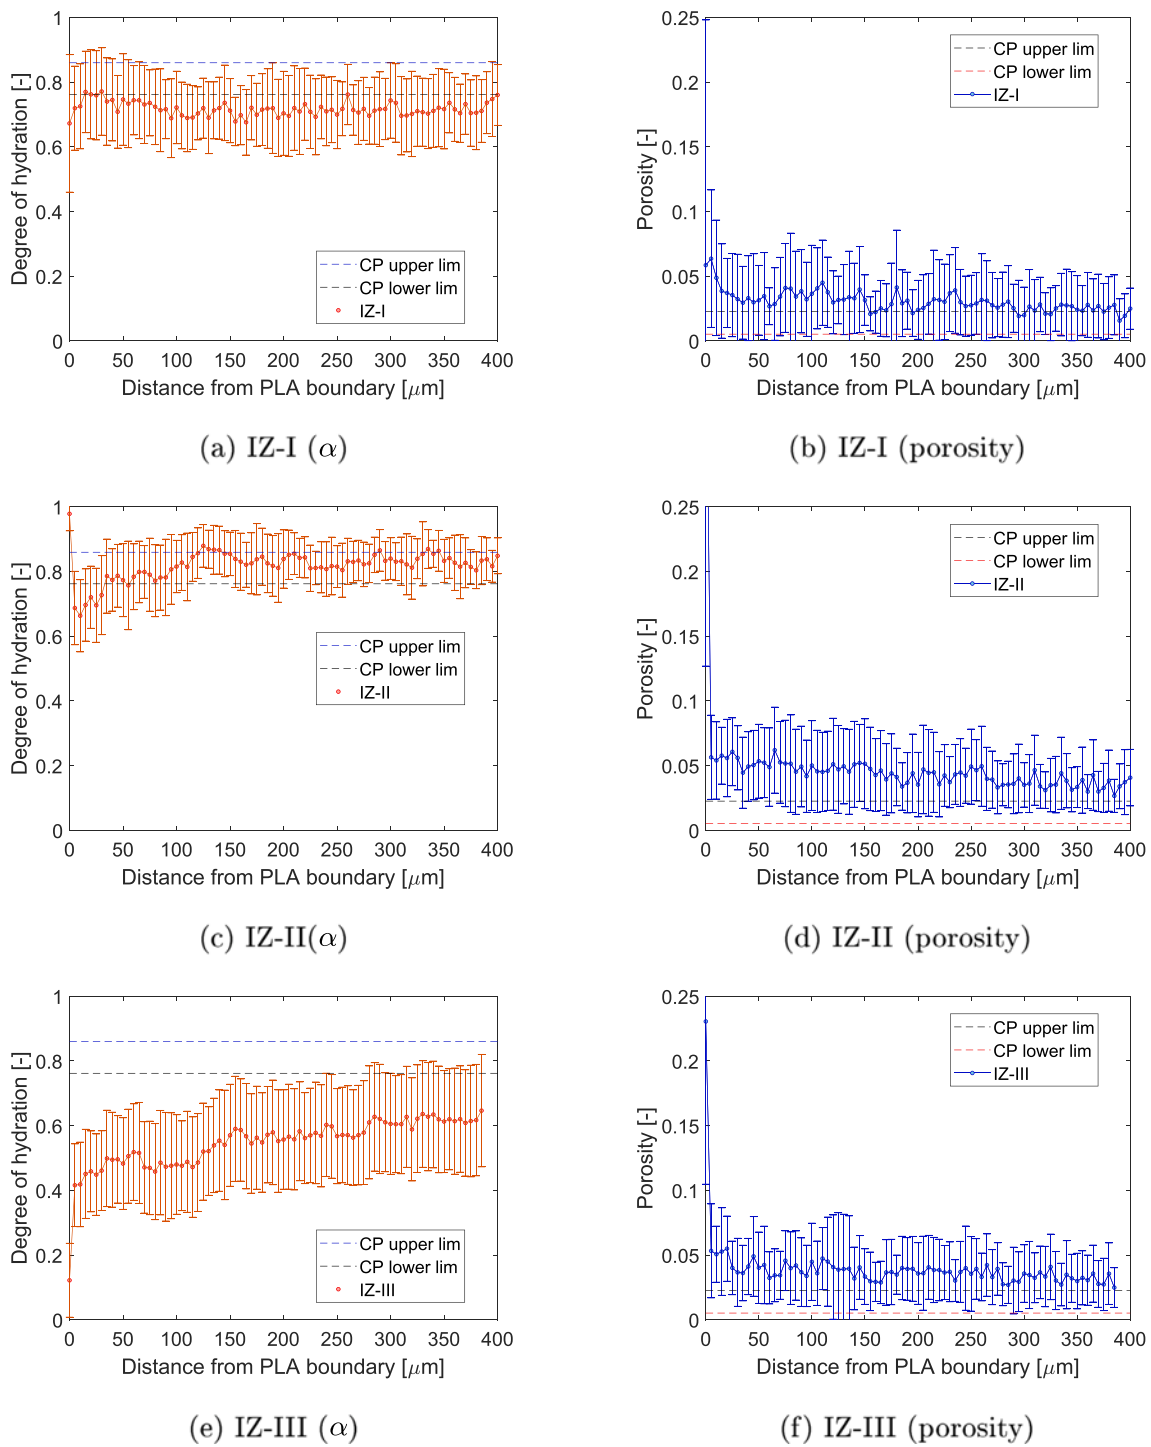 1
0.8
0.6
0.4
0.2
0
Degree of hydration [-]
CP upper lim
CP lower lim
IZ-I
0 50 100 150 200 250 300 350 400
Distance from PLA boundary [μm]
(a) IZ-I (α)
0.25
0.2
0.15
0.1
0.05
0
Porosity [-]
CP upper lim
CP lower lim
IZ-I
0 50 100 150 200 250 300 350 400
Distance from PLA boundary [μm]
(b) IZ-I (porosity)
1
0.8
0.6
0.4
0.2
0
Degree of hydration [-]
CP upper lim
CP lower lim
IZ-II
0 50 100 150 200 250 300 350 400
Distance from PLA boundary [μm]
(c) IZ-II(α)
0.25
0.2
0.15
0.1
0.05
0
Porosity [-]
CP upper lim
CP lower lim
IZ-II
0 50 100 150 200 250 300 350 400
Distance from PLA boundary [μm]
(d) IZ-II (porosity)
1
0.8
0.6
0.4
0.2
0
Degree of hydration [-]
CP upper lim
CP lower lim
IZ-III
0 50 100 150 200 250 300 350 400
Distance from PLA boundary [μm]
(e) IZ-III (α)
0.25
0.2
0.15
0.1
0.05
0
Porosity [-]
CP upper lim
CP lower lim
IZ-III
0 50 100 150 200 250 300 350 400
Distance from PLA boundary [μm]
(f) IZ-III (porosity)